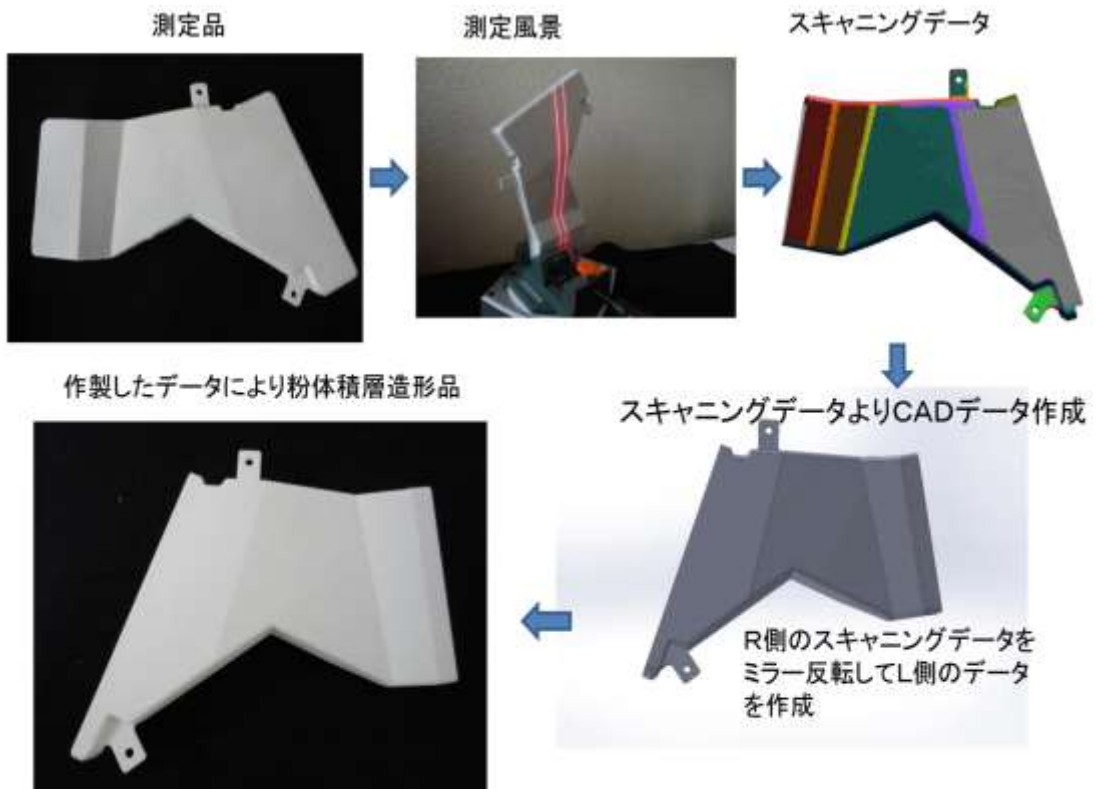 測定品
測定風景
スキャニングデータ
スキャニングデータよりCADデータ作成
R側のスキャニングデータを
ミラー反転してL側のデータ
を作成
作製したデータにより粉体積層造形品